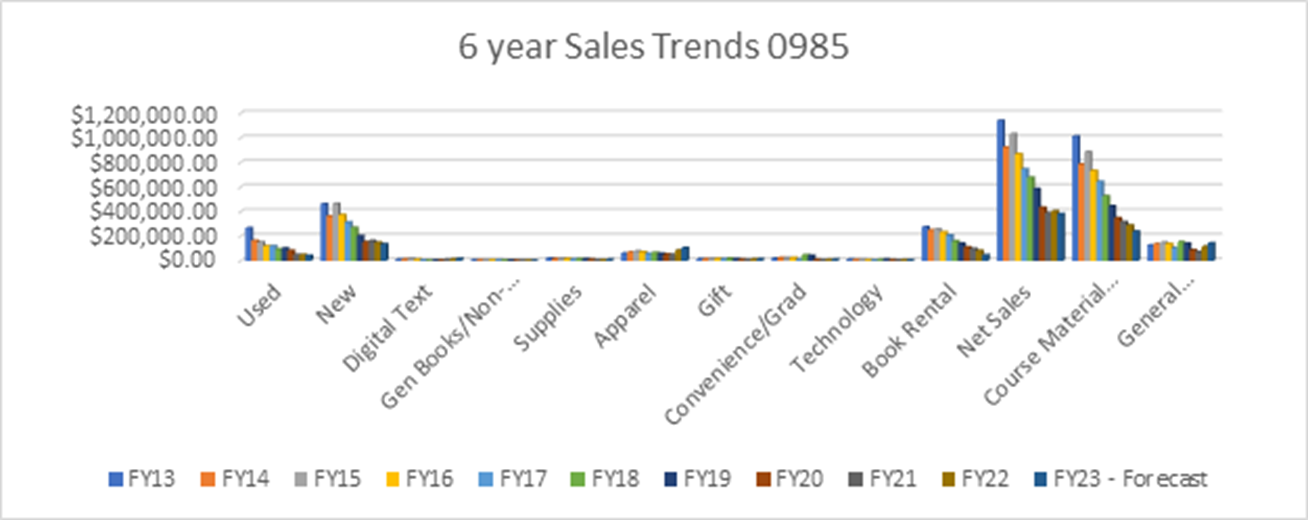 6 year Sales Trends 0985
$1,200,000.00
$1,000,000.00
$800,000.00
$600,000.00
$400,000.00
$200,000.00
$0.00
Used
New
Digital Text
Gen Books/Non-...
Supplies
Apparel
Gift
Convenience/Grad
Technology
Book Rental
Net Sales
Course Material...
General...
FY13 FY14 FY15 FY16 FY17 FY18 FY19 FY20 FY21 FY22 FY23 - Forecast